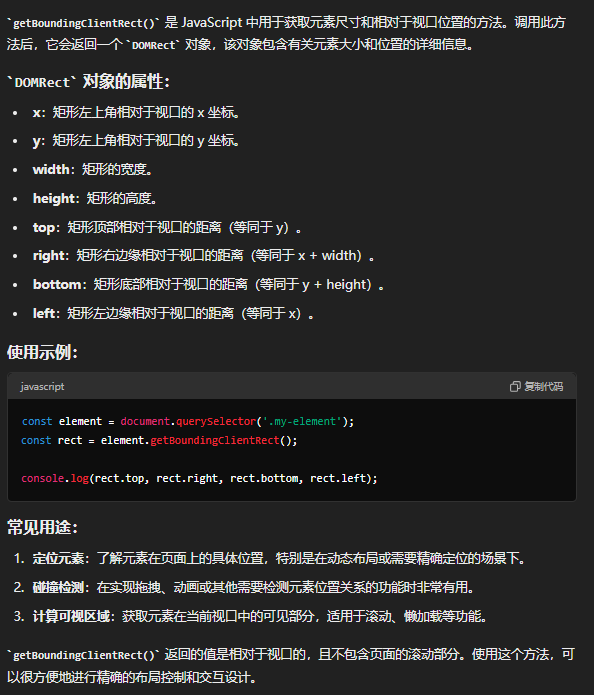 `getBoundingClientRect()` 是 JavaScript 中用于获取元素尺寸和相对于视口位置的方法。调用此方
法后，它会返回一个 `DOMRect` 对象，该对象包含有关元素大小和位置的详细信息。
`DOMRect` 对象的属性：
• x：矩形左上角相对于视口的 x 坐标。
• y：矩形左上角相对于视口的 y 坐标。
• width：矩形的宽度。
• height：矩形的高度。
• top：矩形顶部相对于视口的距离（等同于 y）。
• right：矩形右边缘相对于视口的距离（等同于 x + width）。
• bottom：矩形底部相对于视口的距离（等同于 y + height）。
• left：矩形左边缘相对于视口的距离（等同于 x）。
使用示例：
javascript 复制代码
const element = document.querySelector('.my-element');
const rect = element.getBoundingClientRect();
console.log(rect.top, rect.right, rect.bottom, rect.left);
常见用途：
1. 定位元素：了解元素在页面上的具体位置，特别是在动态布局或需要精确定位的场景下。
2. 碰撞检测：在实现拖拽、动画或其他需要检测元素位置关系的功能时非常有用。
3. 计算可视区域：获取元素在当前视口中的可见部分，适用于滚动、懒加载等功能。
`getBoundingClientRect()` 返回的值是相对于视口的，且不包含页面的滚动部分。使用这个方法，可
以很方便地进行精确的布局控制和交互设计。